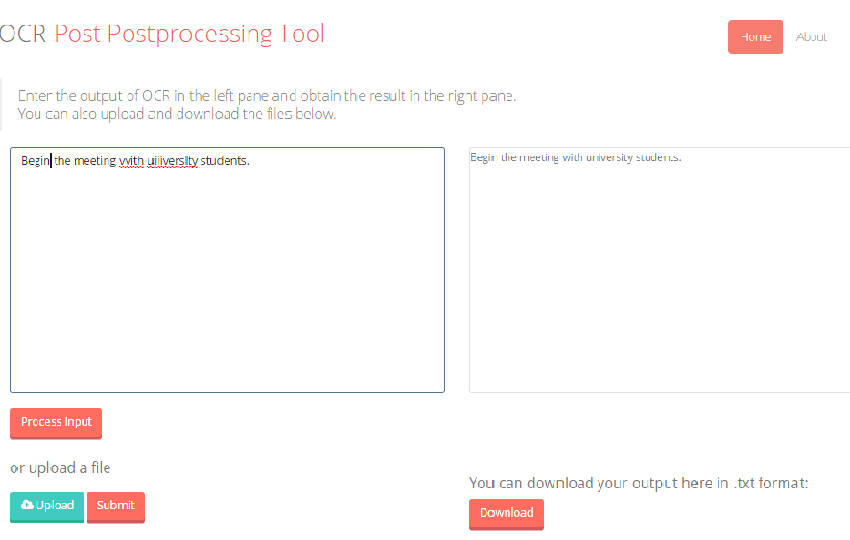 OCR Post Postprocessing Tool
Home About
Enter the output of OCR in the left pane and obtain the result in the right pane.
You can also upload and download the files below.
Begin the meeting vvith uiiiverslty students.
Begin the meeting with university students.
Process Input
or upload a file
Upload Submit
You can download your output here in .txt format:
Download